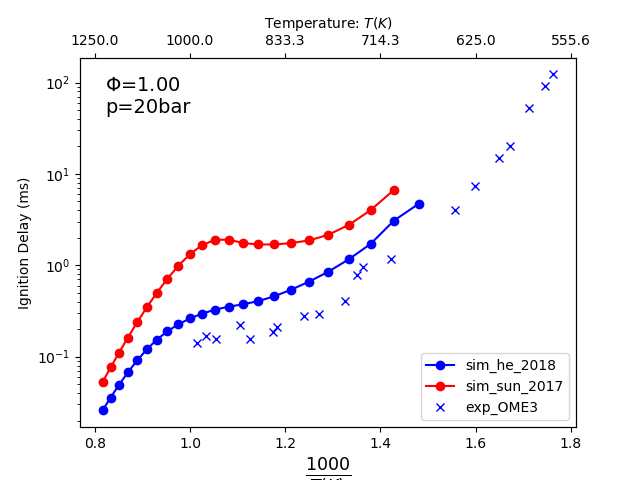 Temperature: T(K)
1250.0 1000.0 833.3 714.3 625.0 555.6
Φ=1.00
p=20bar
Ignition Delay (ms)
10²
10¹
10⁰
10⁻¹
sim_he_2018
sim_sun_2017
exp_OME3
0.8 1.0 1.2 1.4 1.6 1.8
1000
T(K)